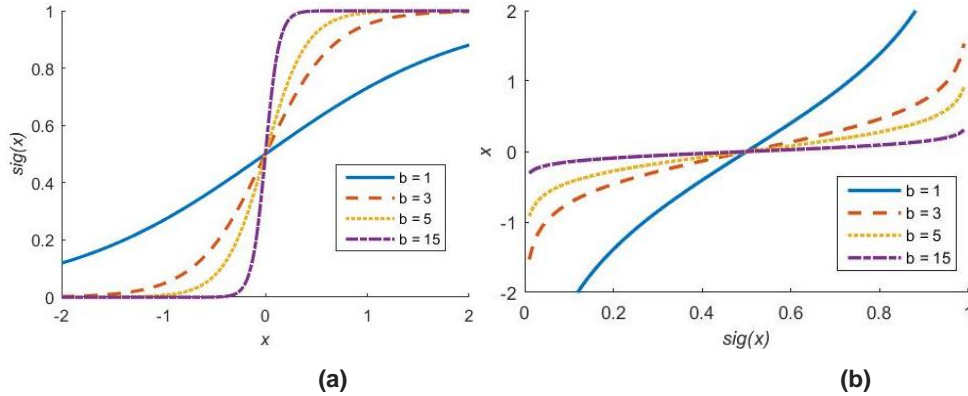 1
0.8
0.6
0.4
0.2
0
sig(x)
-2
-1
0
1
2
x
b = 1
b = 3
b = 5
b = 15
(a)
2
1
0
-1
-2
x
0
0.2
0.4
0.6
0.8
1
sig(x)
b = 1
b = 3
b = 5
b = 15
(b)